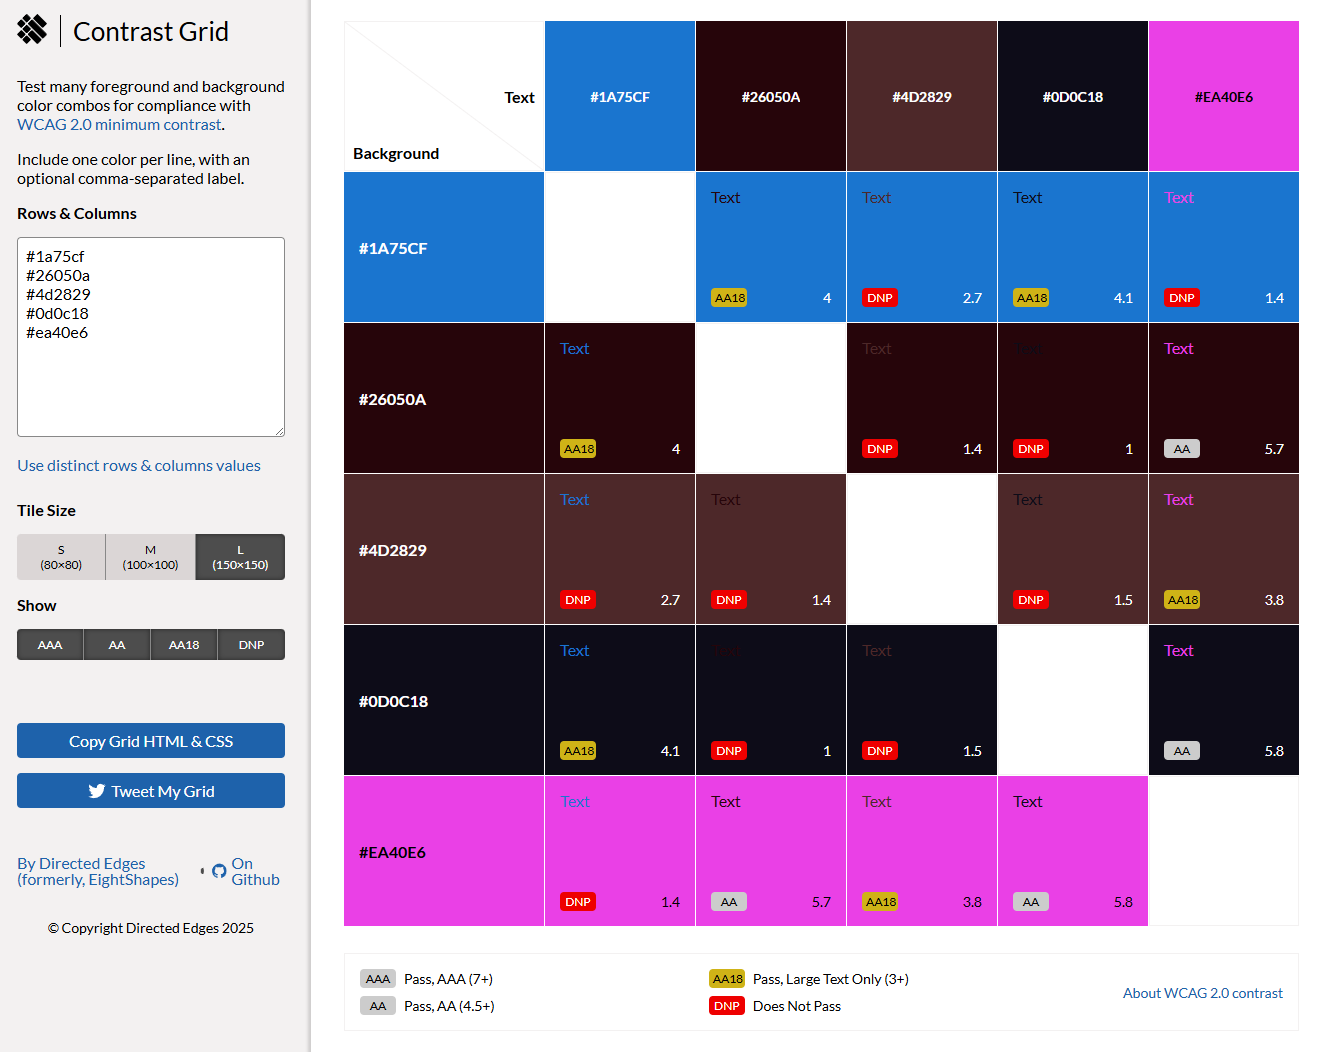 Contrast Grid
Test many foreground and background
color combos for compliance with
WCAG 2.0 minimum contrast.
Include one color per line, with an
optional comma-separated label.
Rows & Columns
#1a75cf
#26050a
#4d2829
#0d0c18
#ea40e6
Use distinct rows & columns values
Tile Size
S
(80×80)
M
(100×100)
L
(150×150)
Show
AAA AA AA18 DNP
Copy Grid HTML & CSS
Tweet My Grid
By Directed Edges
(formerly, EightShapes)
•
On
Github
© Copyright Directed Edges 2025
Text
Background
#1A75CF #26050A #4D2829 #0D0C18 #EA40E6
#1A75CF
Text Text Text Text
AA18 4 DNP 2.7 AA18 4.1 DNP 1.4
#26050A
Text Text Text Text
AA18 4 DNP 1.4 DNP 1 AA 5.7
#4D2829
Text Text Text Text
DNP 2.7 DNP 1.4 DNP 1.5 AA18 3.8
#0D0C18
Text Text Text Text
AA18 4.1 DNP 1 DNP 1.5 AA 5.8
#EA40E6
Text Text Text Text
DNP 1.4 AA 5.7 AA18 3.8 AA 5.8
AAA Pass, AAA (7+)
AA Pass, AA (4.5+)
AA18 Pass, Large Text Only (3+)
DNP Does Not Pass
About WCAG 2.0 contrast